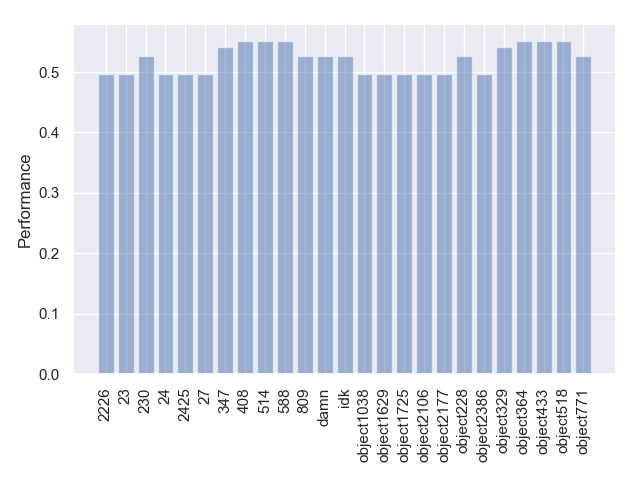 Performance
0.5
0.4
0.3
0.2
0.1
0.0
2226
23
230
24
2425
27
347
408
514
588
809
damn
idk
object1038
object1629
object1725
object2106
object2177
object228
object2386
object329
object364
object433
object518
object771